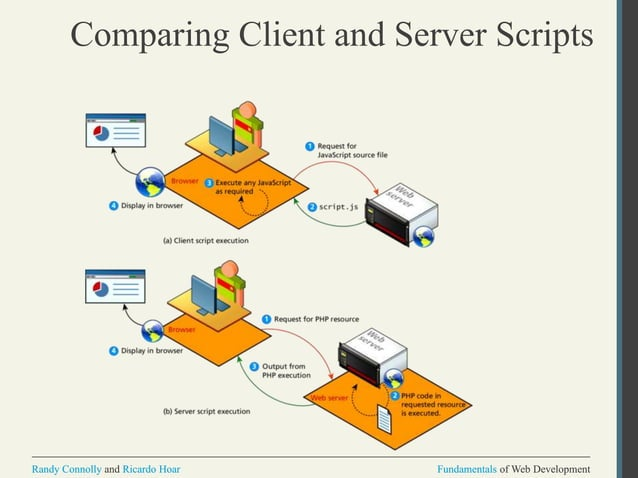 Comparing Client and Server Scripts
1 Request for
JavaScript source file
Browser
3 Execute any JavaScript
as required
Web
server
4 Display in browser
2 script.js
(a) Client script execution
1 Request for PHP resource
Browser
Web
server
4 Display in browser
3 Output from
PHP execution
Web server
2 PHP code in
requested resource
is executed.
(b) Server script execution
Randy Connolly and Ricardo Hoar
Fundamentals of Web Development